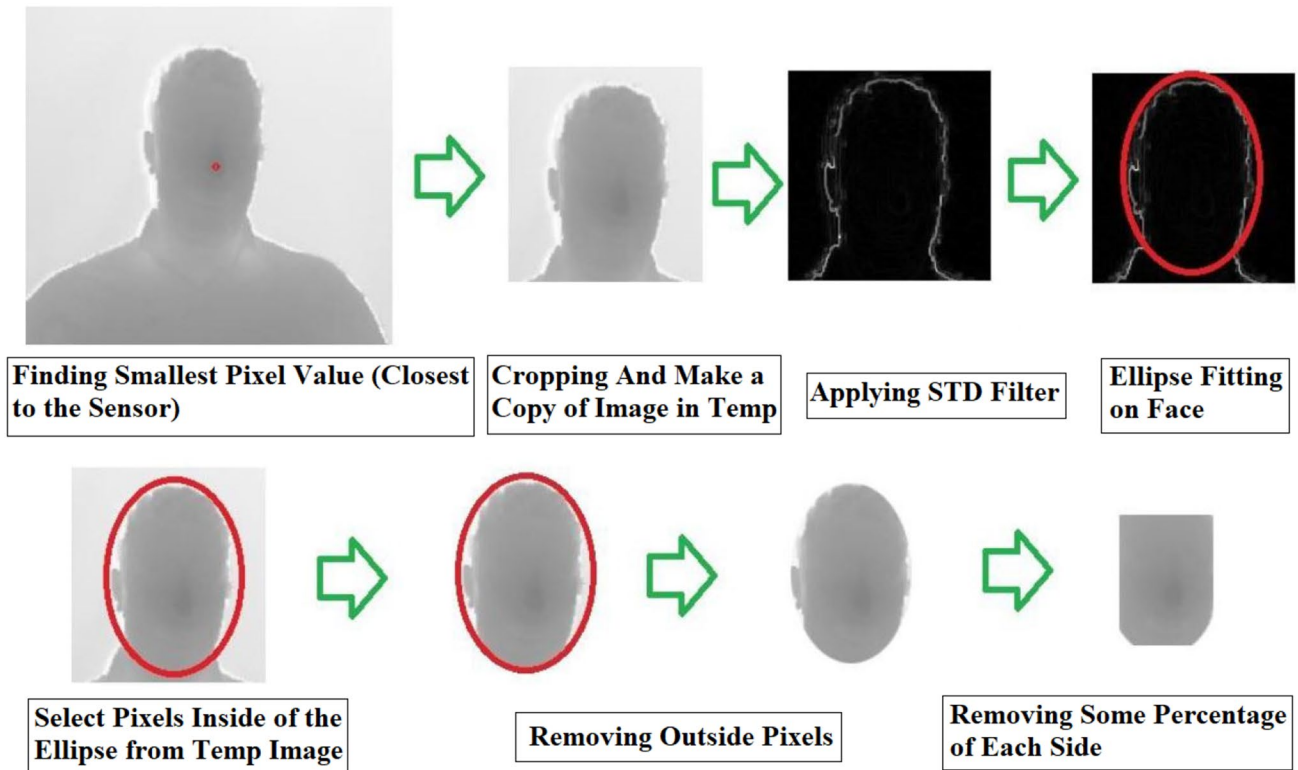 Finding Smallest Pixel Value (Closest
to the Sensor)
Cropping And Make a
Copy of Image in Temp
Applying STD Filter
Ellipse Fitting
on Face
Select Pixels Inside of the
Ellipse from Temp Image
Removing Outside Pixels
Removing Some Percentage
of Each Side